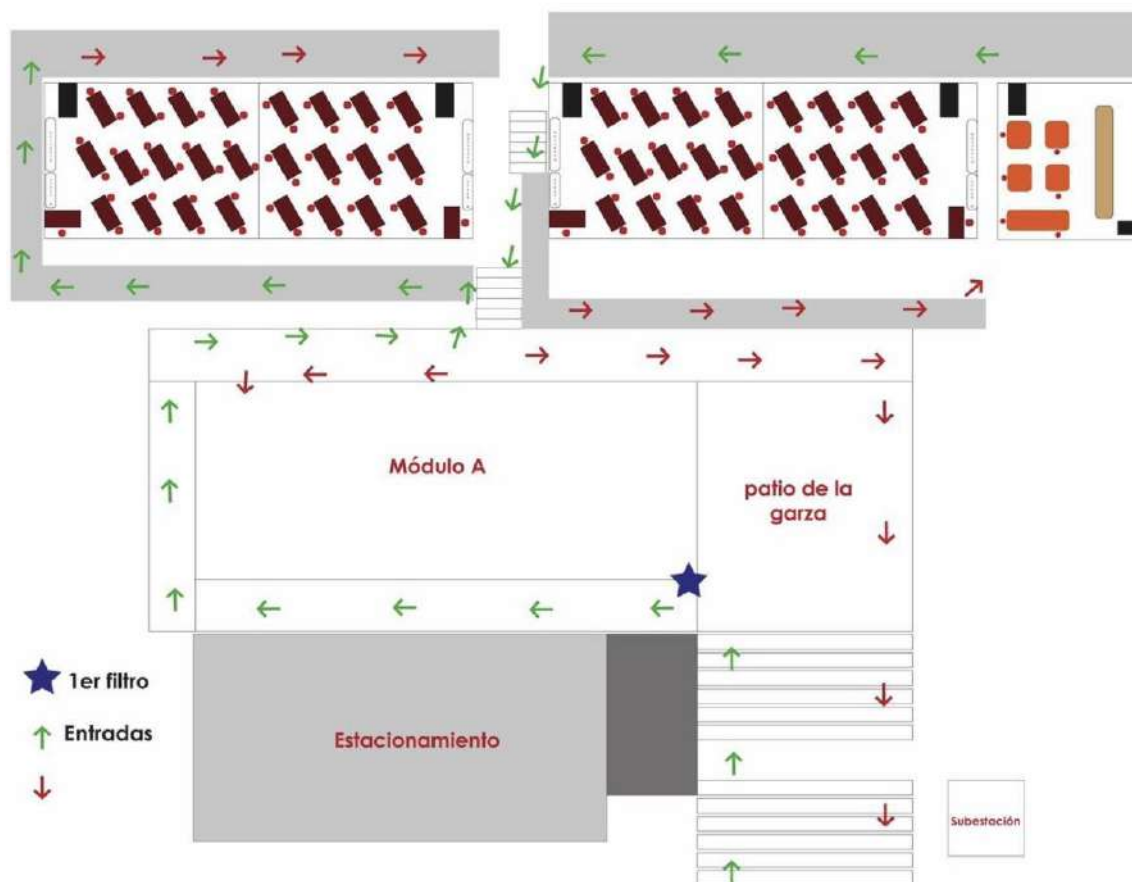 Módulo A
patio de la
garza
1er filtro
Entradas
Estacionamiento
Subestación